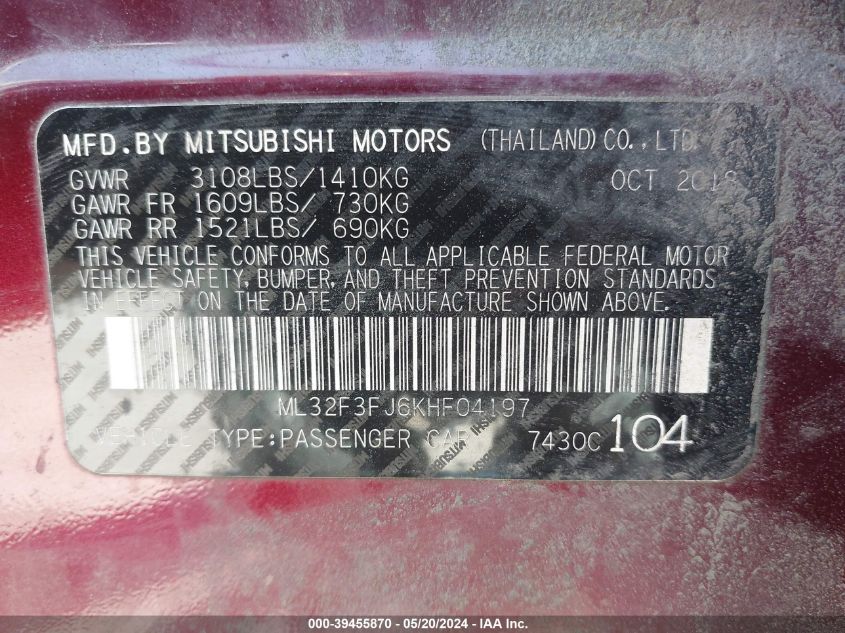 MFD.BY MITSUBISHI MOTORS (THAILAND)CO.,LTD
GVWR 3108LBS/1410KG OCT 2018
GAWR FR 1609LBS/ 730KG
GAWR RR 1521LBS/ 690KG
THIS VEHICLE CONFORMS TO ALL APPLICABLE FEDERAL MOTOR
VEHICLE SAFETY, BUMPER, AND THEFT PREVENTION STANDARDS
IN EFFECT ON THE DATE OF MANUFACTURE SHOWN ABOVE.
ML32F3FJ6KHF04197
VEHICLE TYPE:PASSENGER CAR 7430C 104
MITSUBISHI
000-39455870 - 05/20/2024 - IAAI - Copyright IAA, Inc.